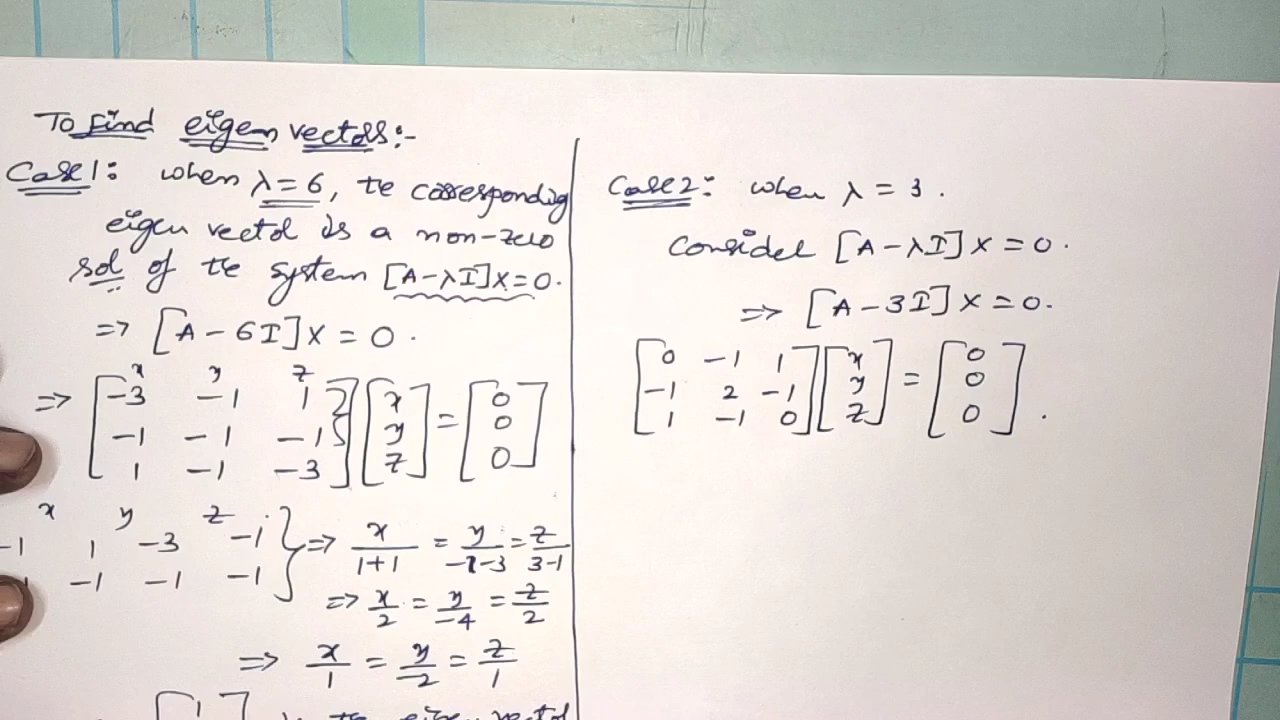 To find eigen vectors:-
Case 1: when λ=6, the corresponding
eigen vector is a non-zero
sol of the system [A-λI]X=0.
=> [A-6I]X = 0.
x y z
=> [-3 -1 1] [x] = [0]
[-1 -1 -1] [y] [0]
[1 -1 -3] [z] [0]
x y z
-1 1 -3 -1
-1 -1 -1
} => x/1+1 = y/-1-3 = z/3-1
=> x/2 = y/-4 = z/2
=> x/1 = y/-2 = z/1
Case 2: when λ = 3.
Consider [A-λI]X=0.
=> [A-3I]X=0.
[0 -1 1] [x] = [0]
[-1 2 -1] [y] [0]
[1 -1 0] [z] [0].